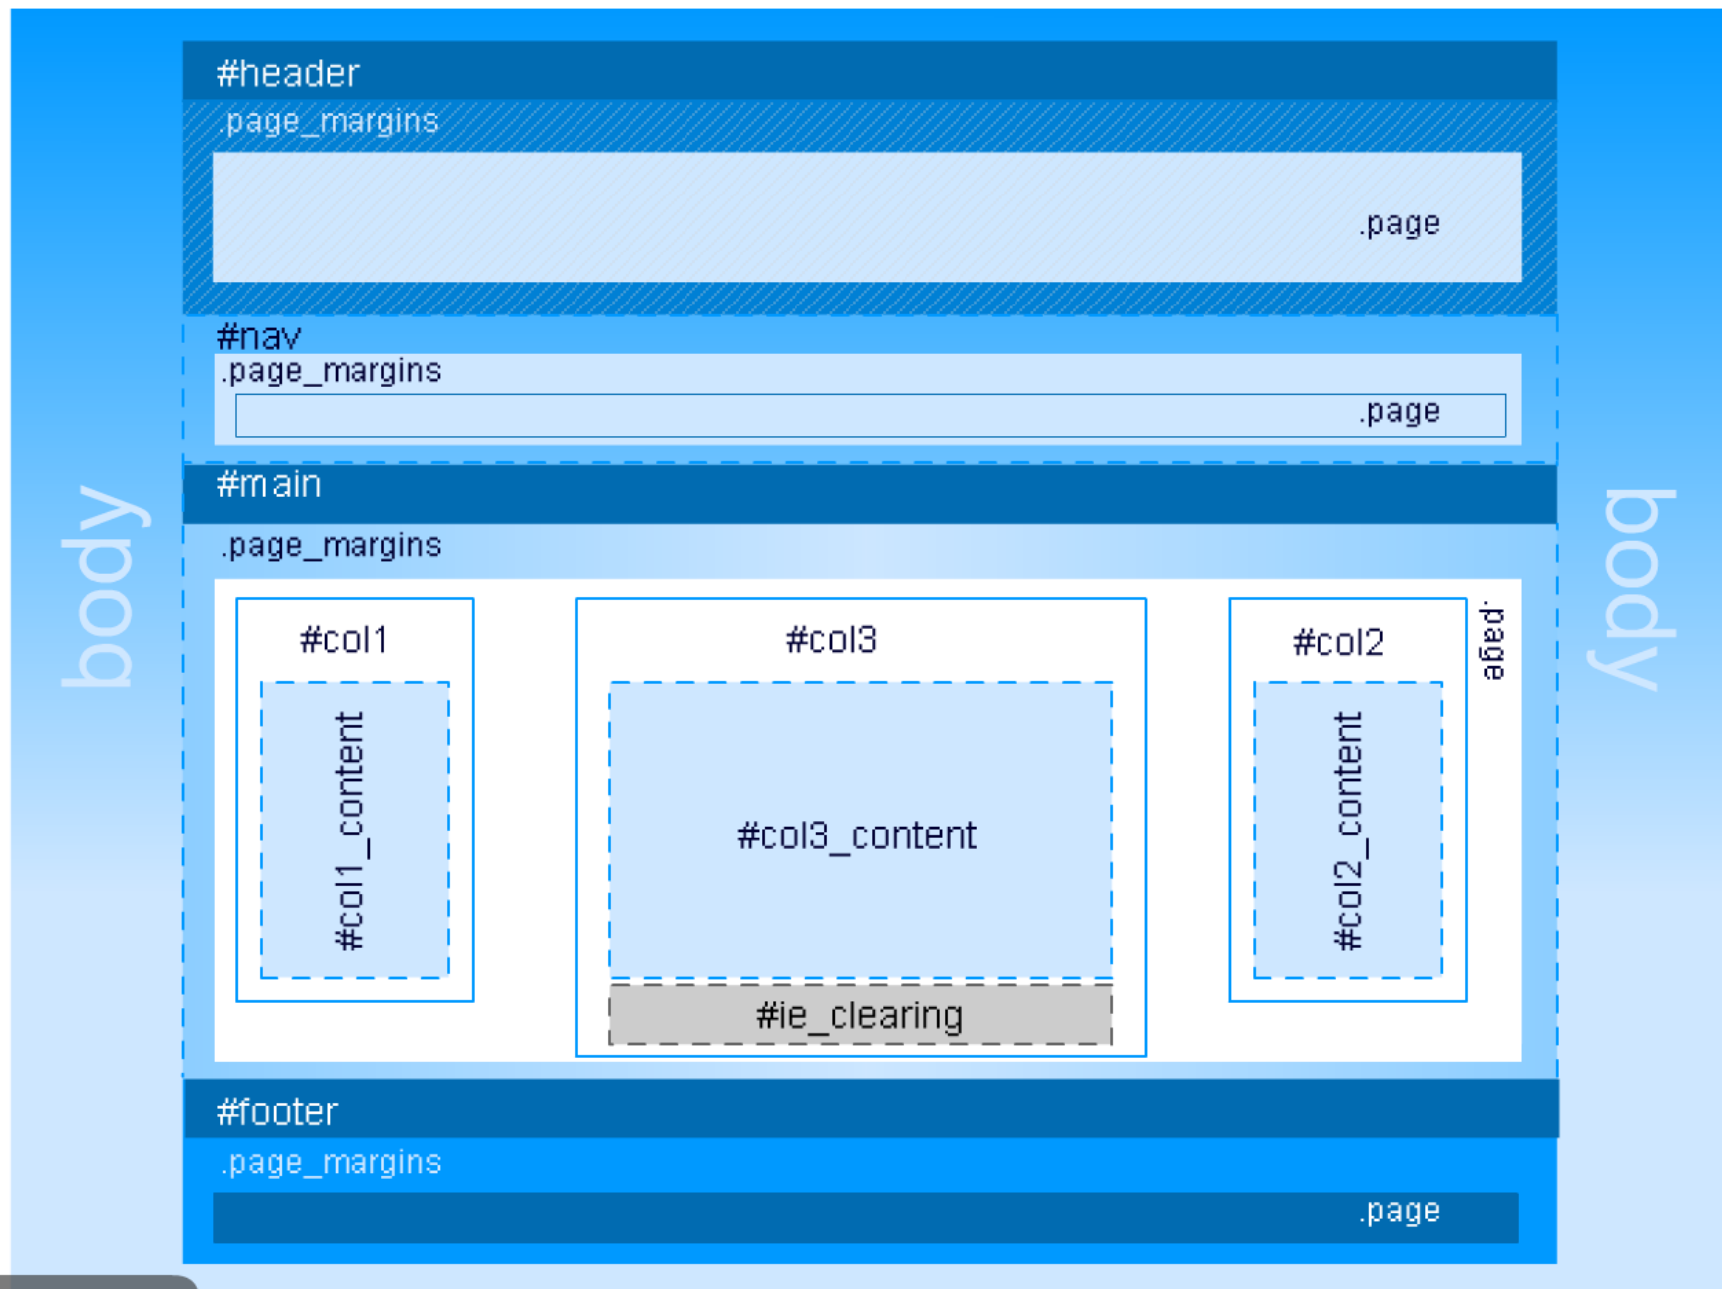 #header
.page_margins
.page
#nav
.page_margins
.page
#main
.page_margins
body
body
#col1
#col3
#col2
.page
#col1_content
#col3_content
#col2_content
#ie_clearing
#footer
.page_margins
.page